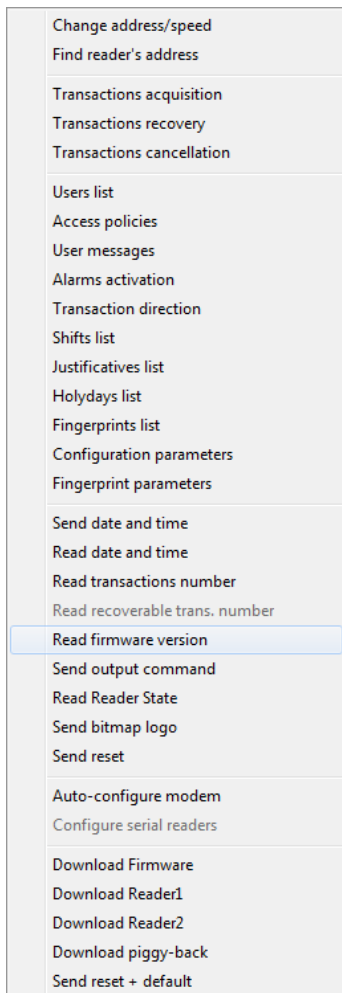 Change address/speed
Find reader's address
Transactions acquisition
Transactions recovery
Transactions cancellation
Users list
Access policies
User messages
Alarms activation
Transaction direction
Shifts list
Justificatives list
Holydays list
Fingerprints list
Configuration parameters
Fingerprint parameters
Send date and time
Read date and time
Read transactions number
Read recoverable trans. number
Read firmware version
Send output command
Read Reader State
Send bitmap logo
Send reset
Auto-configure modem
Configure serial readers
Download Firmware
Download Reader1
Download Reader2
Download piggy-back
Send reset + default